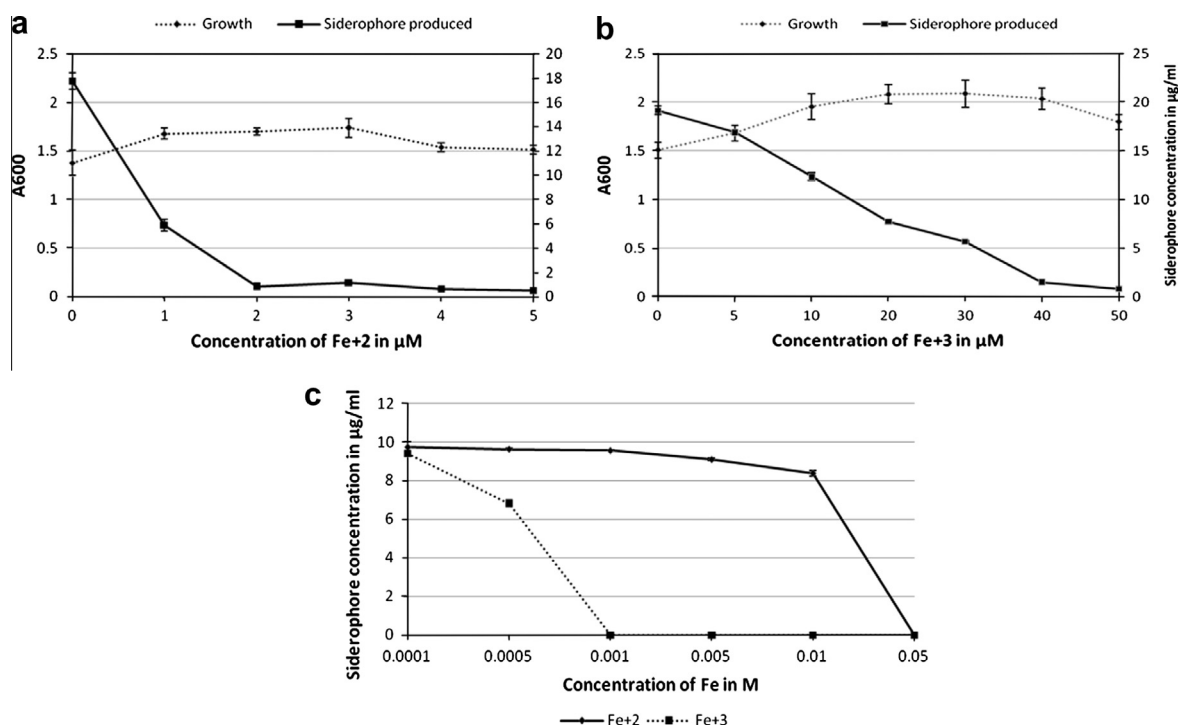 a
Growth Siderophore produced
2.5
2
1.5
1
0.5
0
A600
20
18
16
14
12
10
8
6
4
2
0
0 1 2 3 4 5
Concentration of Fe+2 in µM
b
Growth Siderophore produced
2.5
2
1.5
1
0.5
0
A600
25
20
15
10
5
0
Siderophore concentration in µg/ml
0 5 10 20 30 40 50
Concentration of Fe+3 in µM
c
12
10
8
6
4
2
0
Siderophore concentration in µg/ml
0.0001 0.0005 0.001 0.005 0.01 0.05
Concentration of Fe in M
Fe+2 Fe+3